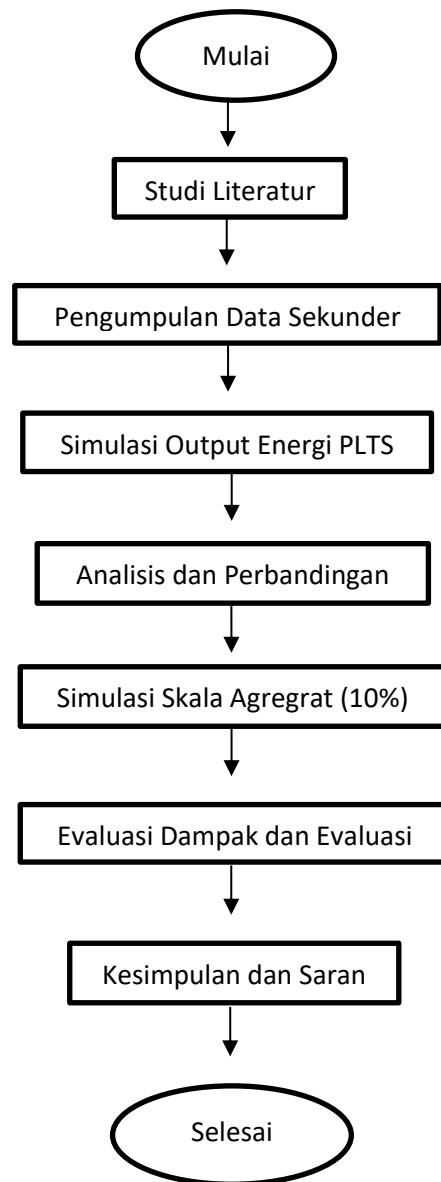 Mulai
Studi Literatur
Pengumpulan Data Sekunder
Simulasi Output Energi PLTS
Analisis dan Perbandingan
Simulasi Skala Agregrat (10%)
Evaluasi Dampak dan Evaluasi
Kesimpulan dan Saran
Selesai